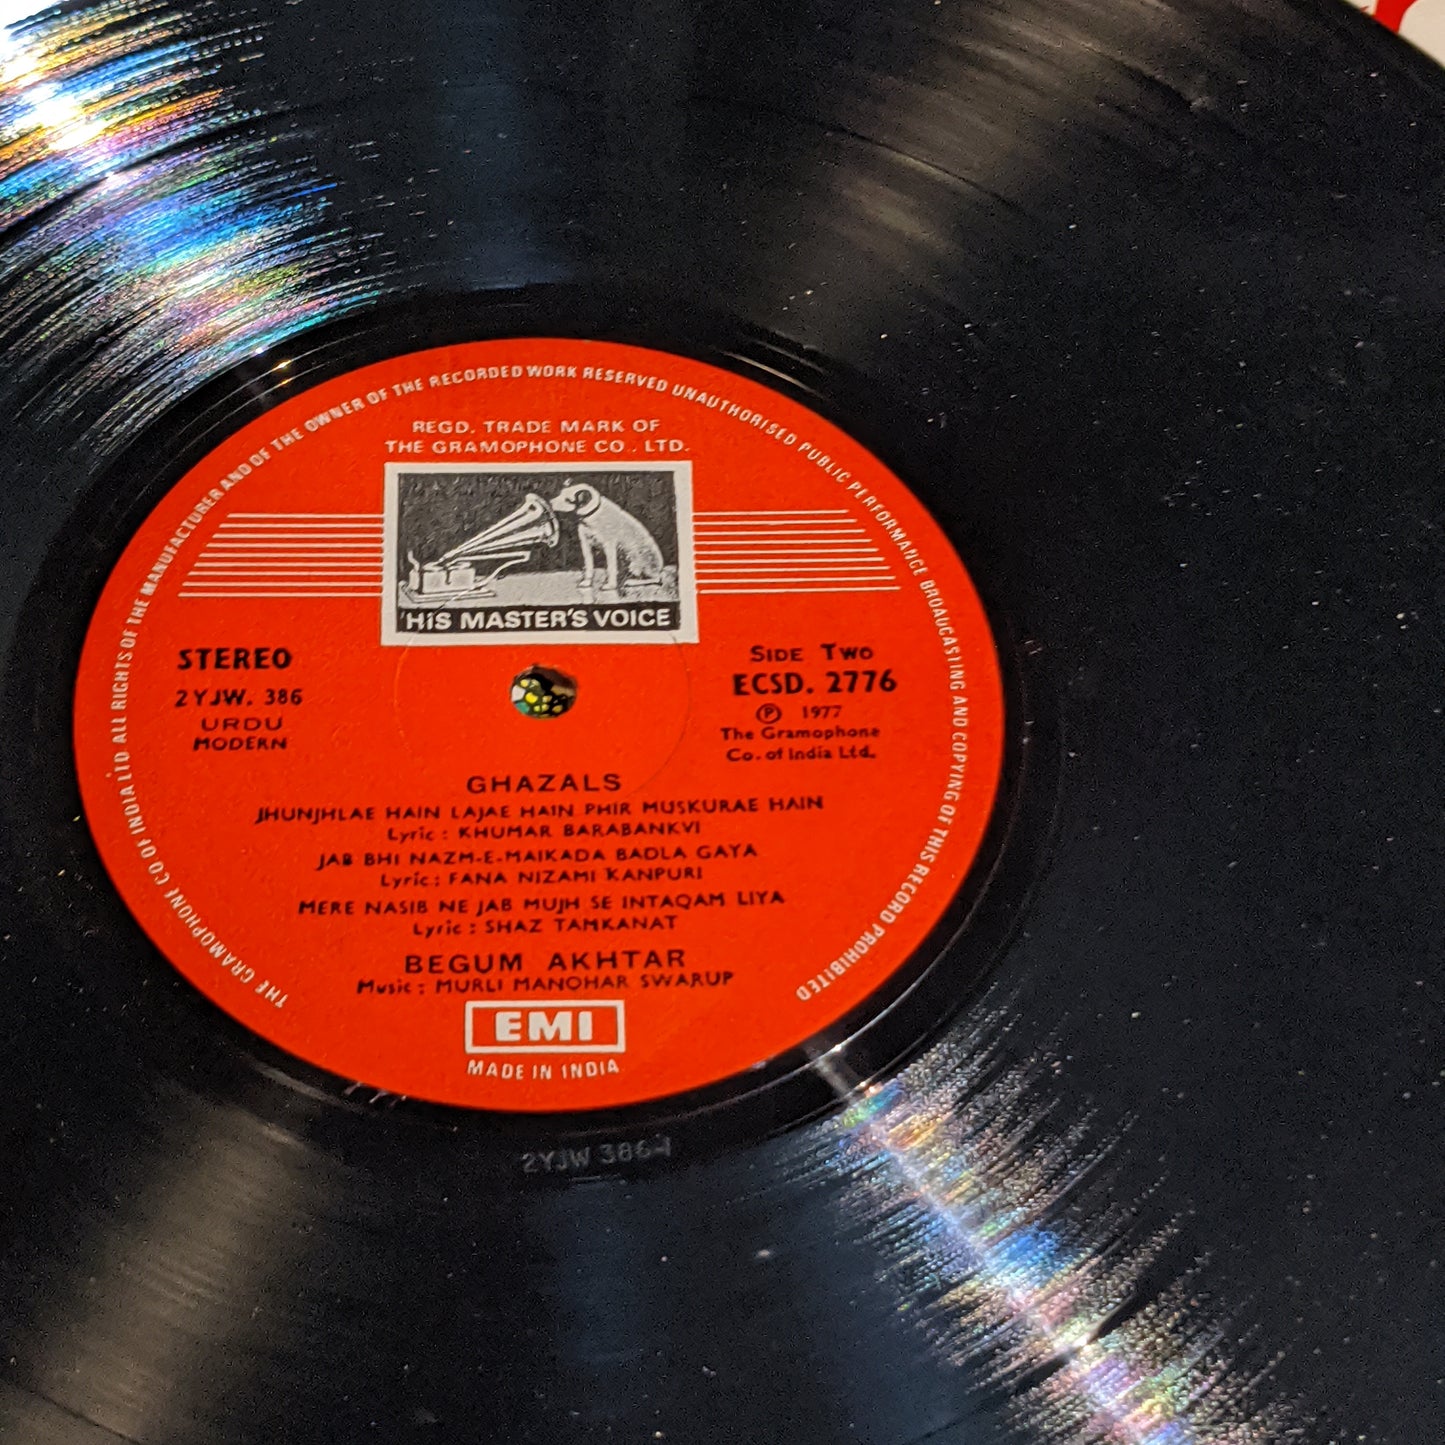 THE GRAMOPHONE CO OF INDIA LTD ALL RIGHTS OF THE MANUFACTURER AND OF THE OWNER OF THE RECORDED WORK RESERVED UNAUTHORISED PUBLIC PERFORMANCE BROADCASTING AND COPYING OF THIS RECORD PROHIBITED
REGD. TRADE MARK OF
THE GRAMOPHONE CO., LTD.
'HIS MASTER'S VOICE
STEREO
2YJW. 386
URDU
MODERN
SIDE TWO
ECSD. 2776
Ⓟ 1977
The Gramophone
Co. of India Ltd.
GHAZALS
JHUNJHLAE HAIN LAJAE HAIN PHIR MUSKURAE HAIN
Lyric : KHUMAR BARABANKVI
JAB BHI NAZM-E-MAIKADA BADLA GAYA
Lyric : FANA NIZAMI KANPURI
MERE NASIB NE JAB MUJH SE INTAQAM LIYA
Lyric : SHAZ TAMKANAT
BEGUM AKHTAR
Music : MURLI MANOHAR SWARUP
EMI
MADE IN INDIA
2YJW 386-1